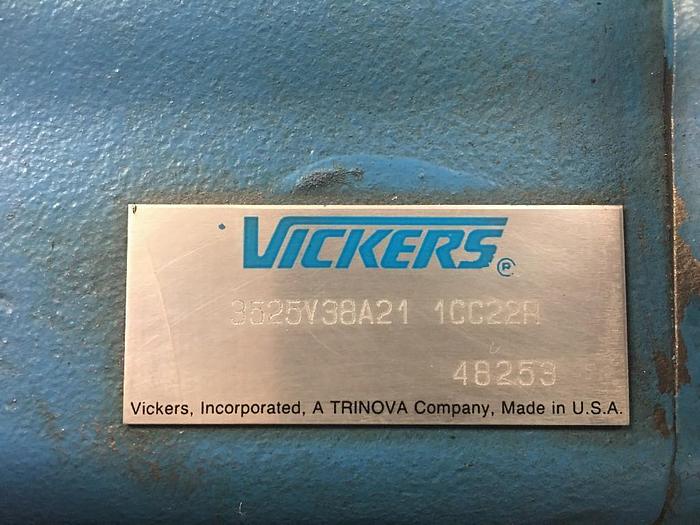 VICKERS®
3525V38A21 1CC22R
48253
Vickers, Incorporated, A TRINOVA Company, Made in U.S.A.